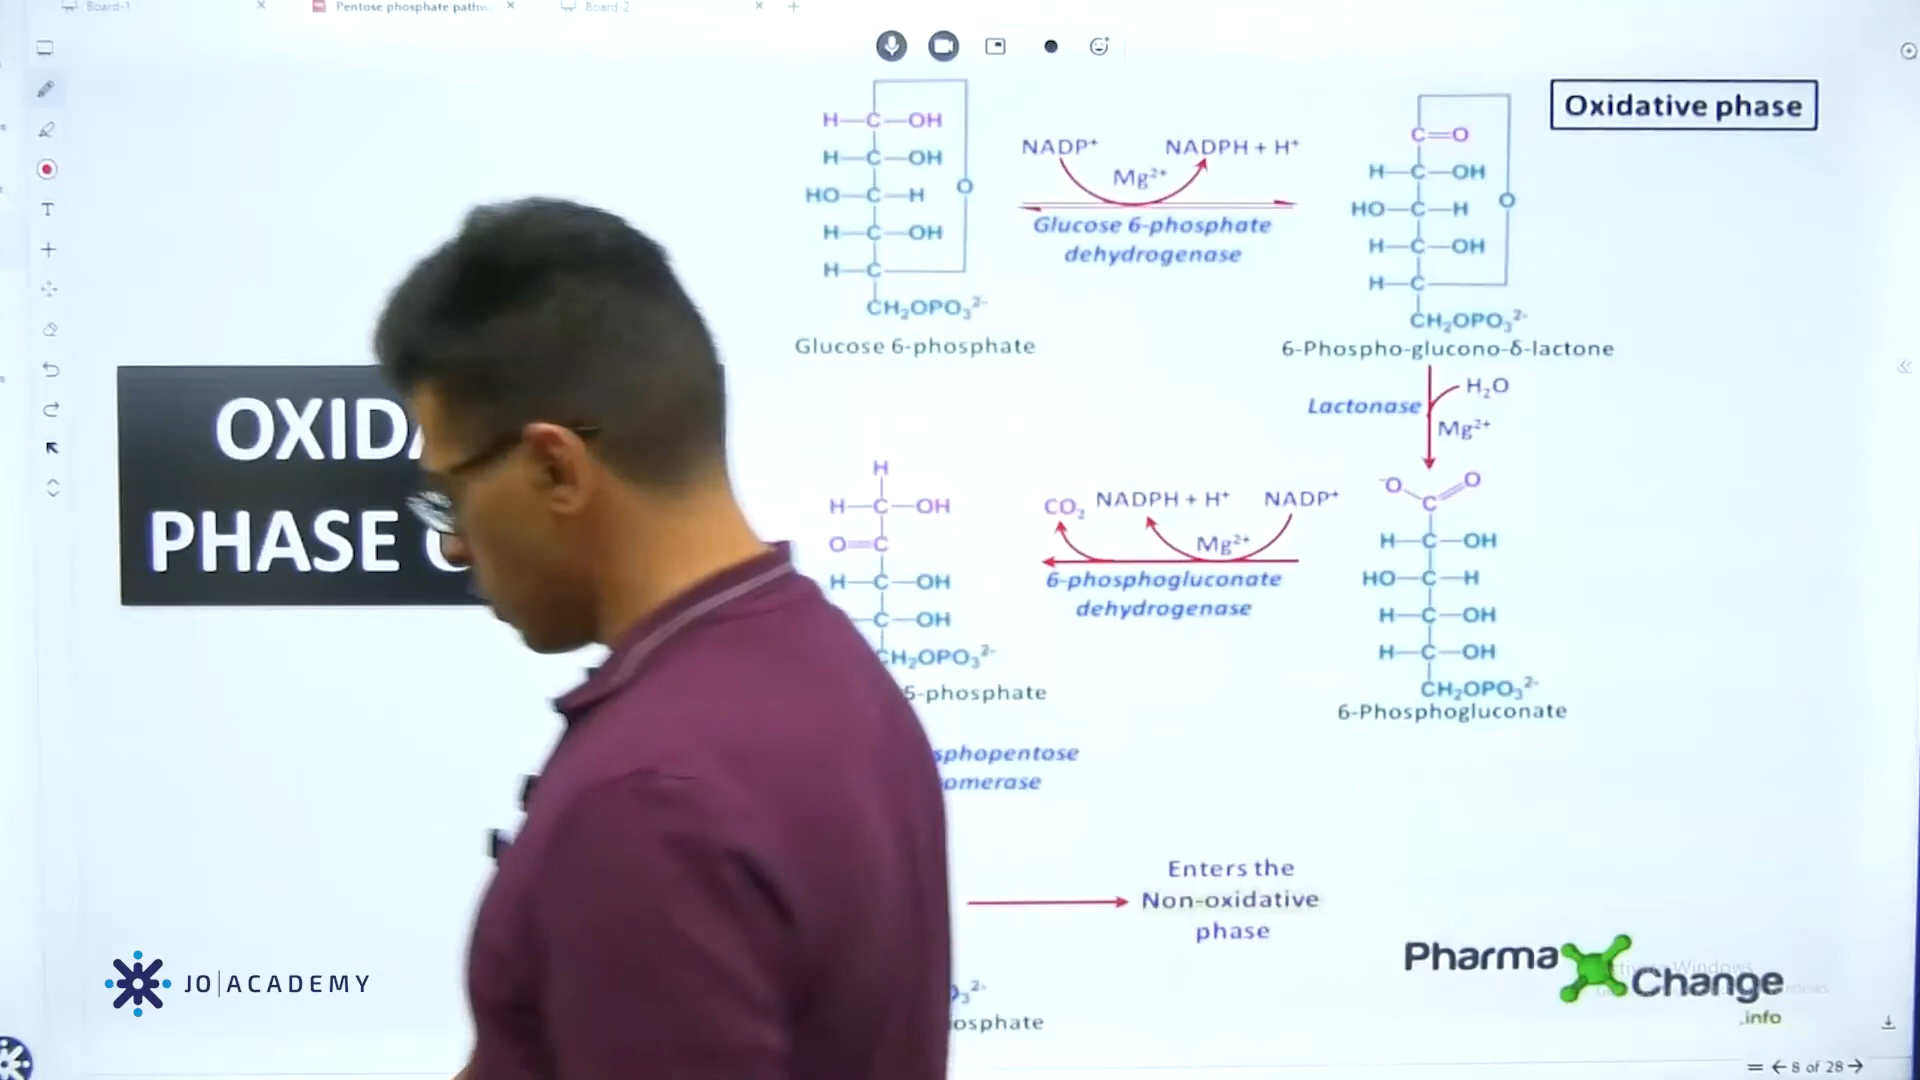 Board-1
Pentose phosphate pathw
Board-2
Oxidative phase
H—C—OH
H—C—OH
HO—C—H
H—C—OH
H—C
O
CH₂OPO₃²⁻
Glucose 6-phosphate
NADP⁺
NADPH + H⁺
Mg²⁺
Glucose 6-phosphate
dehydrogenase
C=O
H—C—OH
HO—C—H
H—C—OH
H—C
O
CH₂OPO₃²⁻
6-Phospho-glucono-δ-lactone
Lactonase
H₂O
Mg²⁺
⁻O
O
C
H—C—OH
HO—C—H
H—C—OH
H—C—OH
CH₂OPO₃²⁻
6-Phosphogluconate
CO₂
NADPH + H⁺
NADP⁺
Mg²⁺
6-phosphogluconate
dehydrogenase
H
H—C—OH
O=C
H—C—OH
C—OH
CH₂OPO₃²⁻
5-phosphate
sphopentose
omerase
Enters the
Non-oxidative
phase
₃²⁻
osphate
OXIDA
PHASE
JO|ACADEMY
Pharma
Change
.info
8 of 28